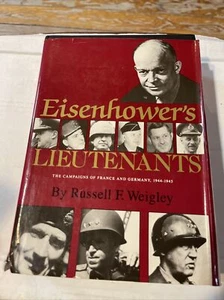 Eisenhower's
LIEUTENANTS
THE CAMPAIGNS OF FRANCE AND GERMANY, 1944-1945
By Russell F. Weigley